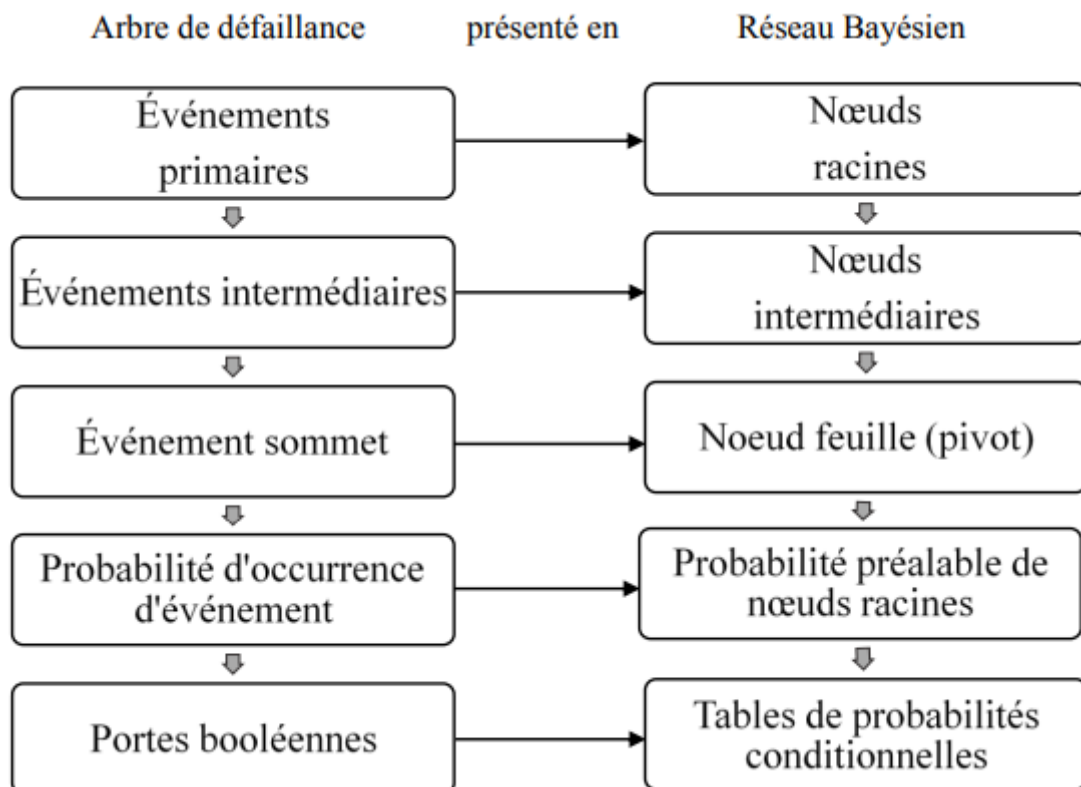 Arbre de défaillance présenté en Réseau Bayésien
Événements
primaires
Nœuds
racines
Événements intermédiaires
Nœuds
intermédiaires
Événement sommet
Noeud feuille (pivot)
Probabilité d'occurrence
d'événement
Probabilité préalable de
nœuds racines
Portes booléennes
Tables de probabilités
conditionnelles